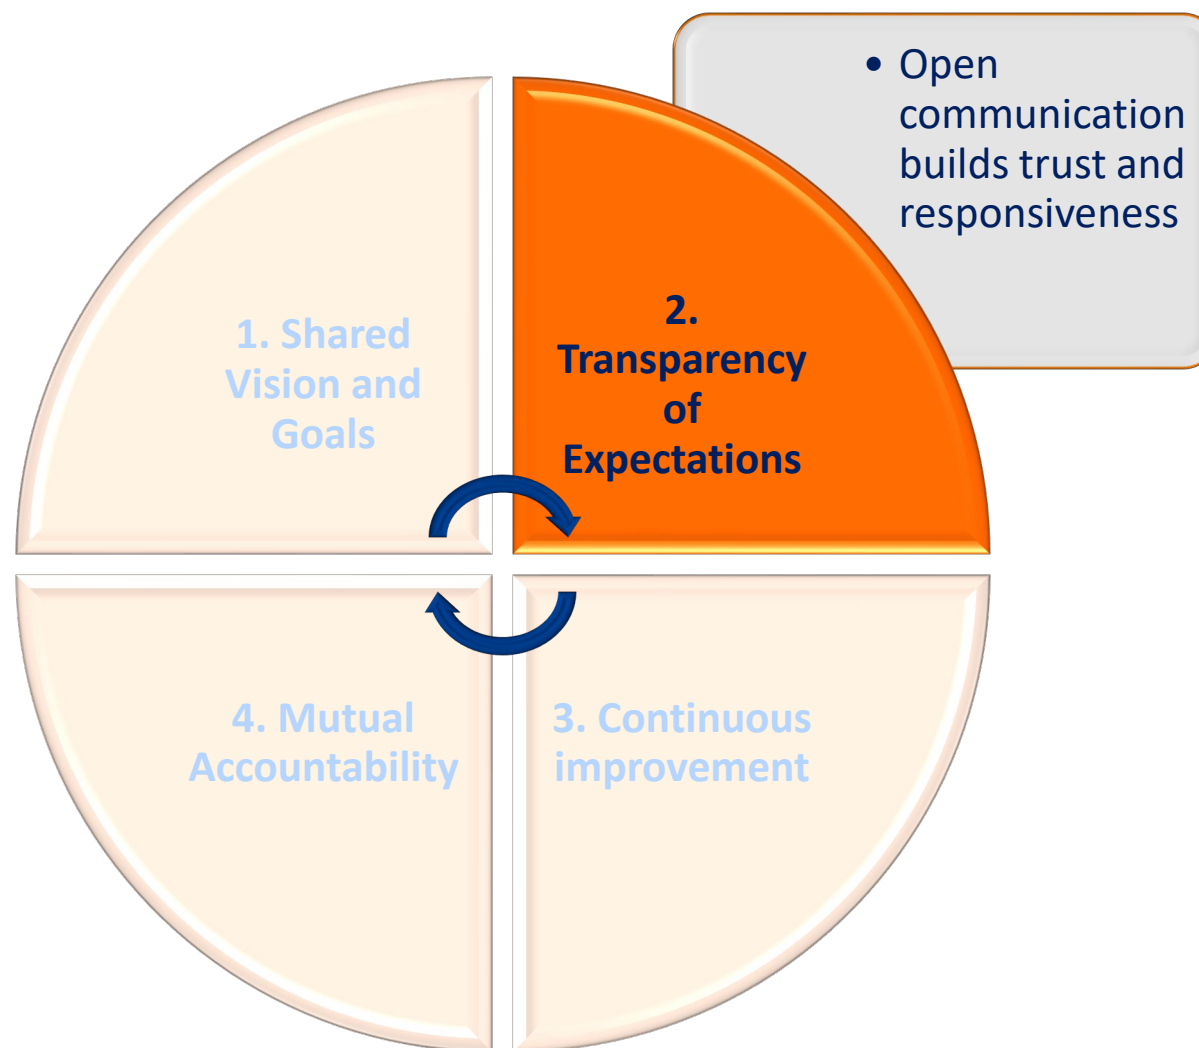 • Open
communication
builds trust and
responsiveness
1. Shared
Vision and
Goals
2.
Transparency
of
Expectations
4. Mutual
Accountability
3. Continuous
improvement